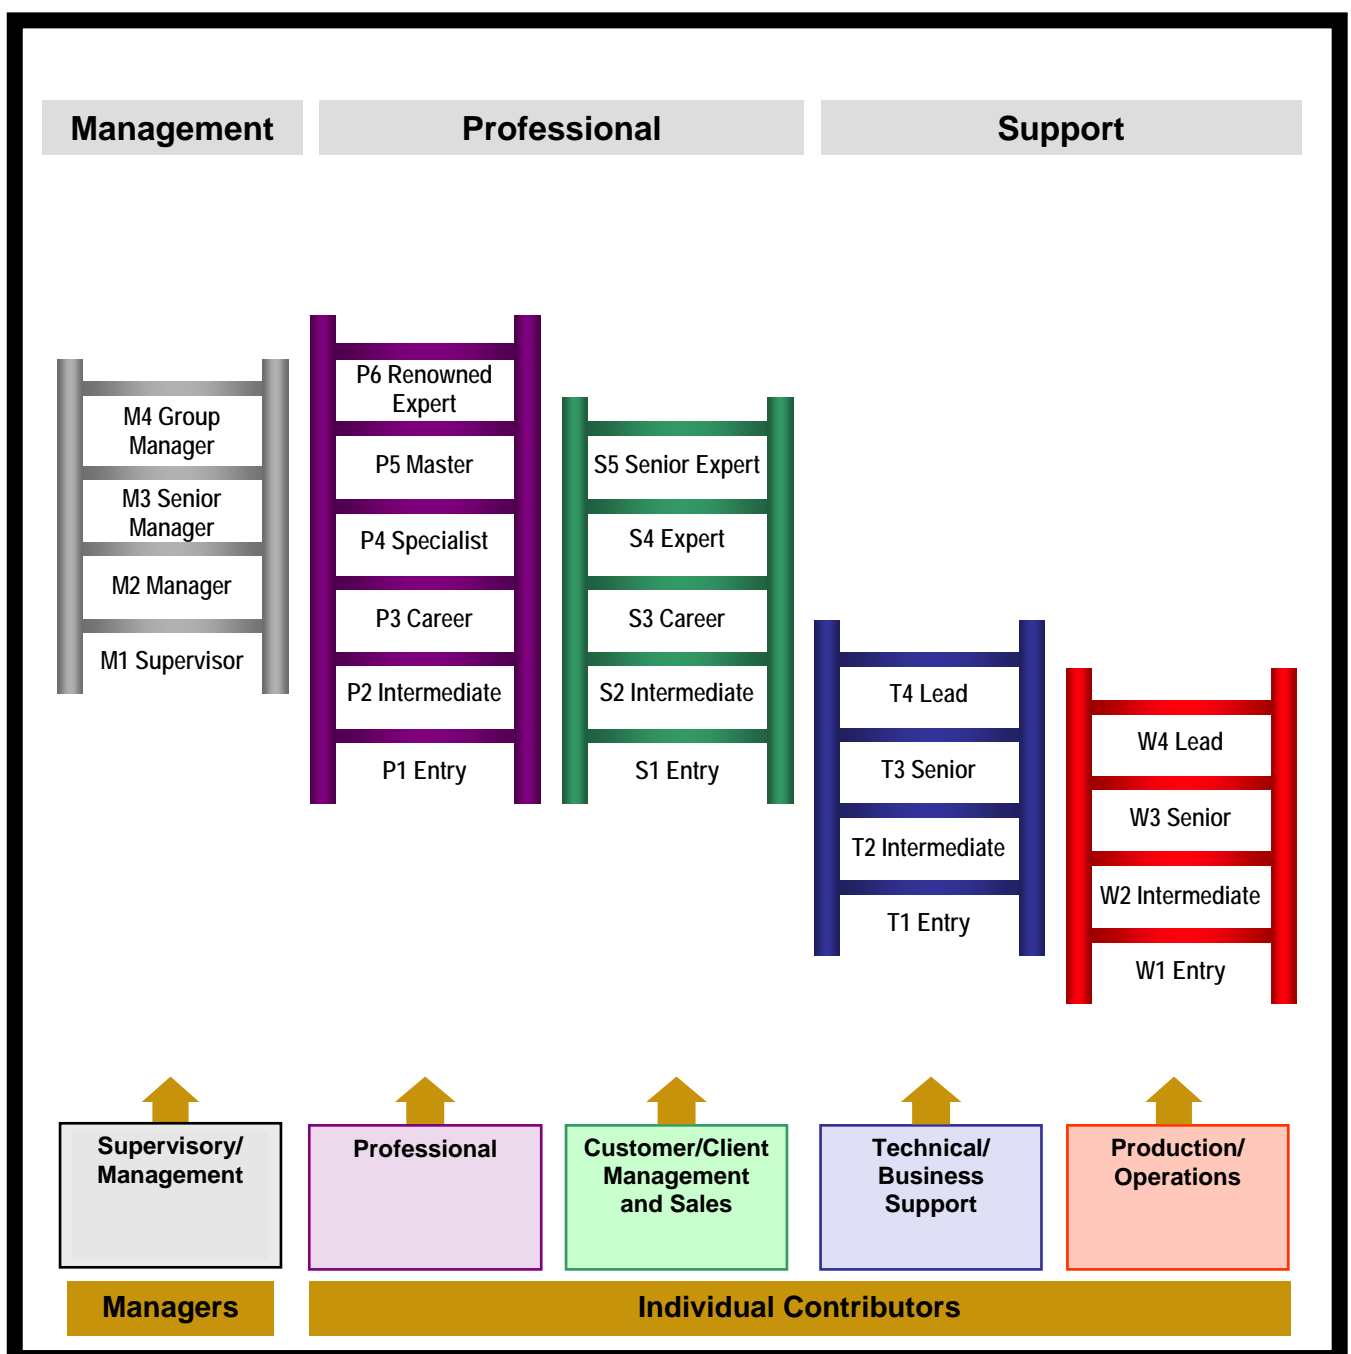 Management
Professional
Support
M4 Group
Manager
M3 Senior
Manager
M2 Manager
M1 Supervisor
P6 Renowned
Expert
P5 Master
P4 Specialist
P3 Career
P2 Intermediate
P1 Entry
S5 Senior Expert
S4 Expert
S3 Career
S2 Intermediate
S1 Entry
T4 Lead
T3 Senior
T2 Intermediate
T1 Entry
W4 Lead
W3 Senior
W2 Intermediate
W1 Entry
Supervisory/
Management
Professional
Customer/Client
Management
and Sales
Technical/
Business
Support
Production/
Operations
Managers
Individual Contributors